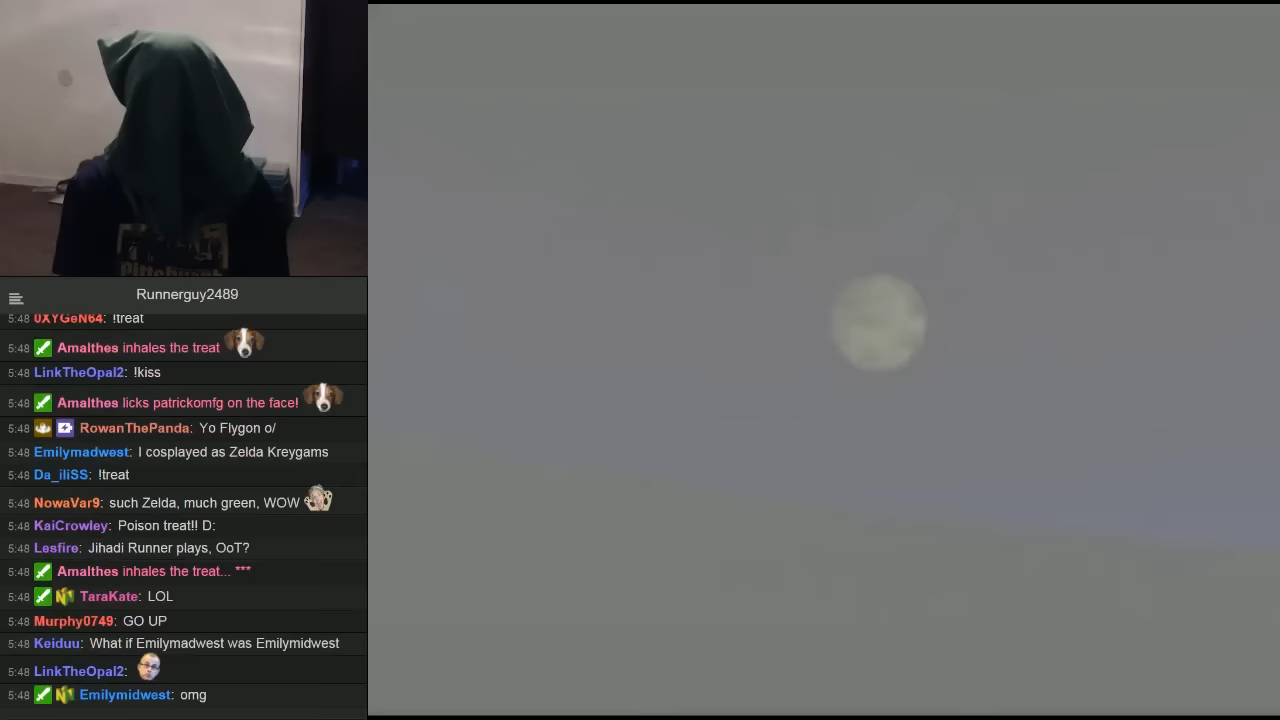 Runnerguy2489
5:48 0XYGeN64: !treat
5:48 Amalthes inhales the treat
5:48 LinkTheOpal2: !kiss
5:48 Amalthes licks patrickomfg on the face!
5:48 RowanThePanda: Yo Flygon o/
5:48 Emilymadwest: I cosplayed as Zelda Kreygams
5:48 Da_iliSS: !treat
5:48 NowaVar9: such Zelda, much green, WOW
5:48 KaiCrowley: Poison treat!! D:
5:48 Lesfire: Jihadi Runner plays, OoT?
5:48 Amalthes inhales the treat... ***
5:48 TaraKate: LOL
5:48 Murphy0749: GO UP
5:48 Keiduu: What if Emilymadwest was Emilymidwest
5:48 LinkTheOpal2:
5:48 Emilymidwest: omg